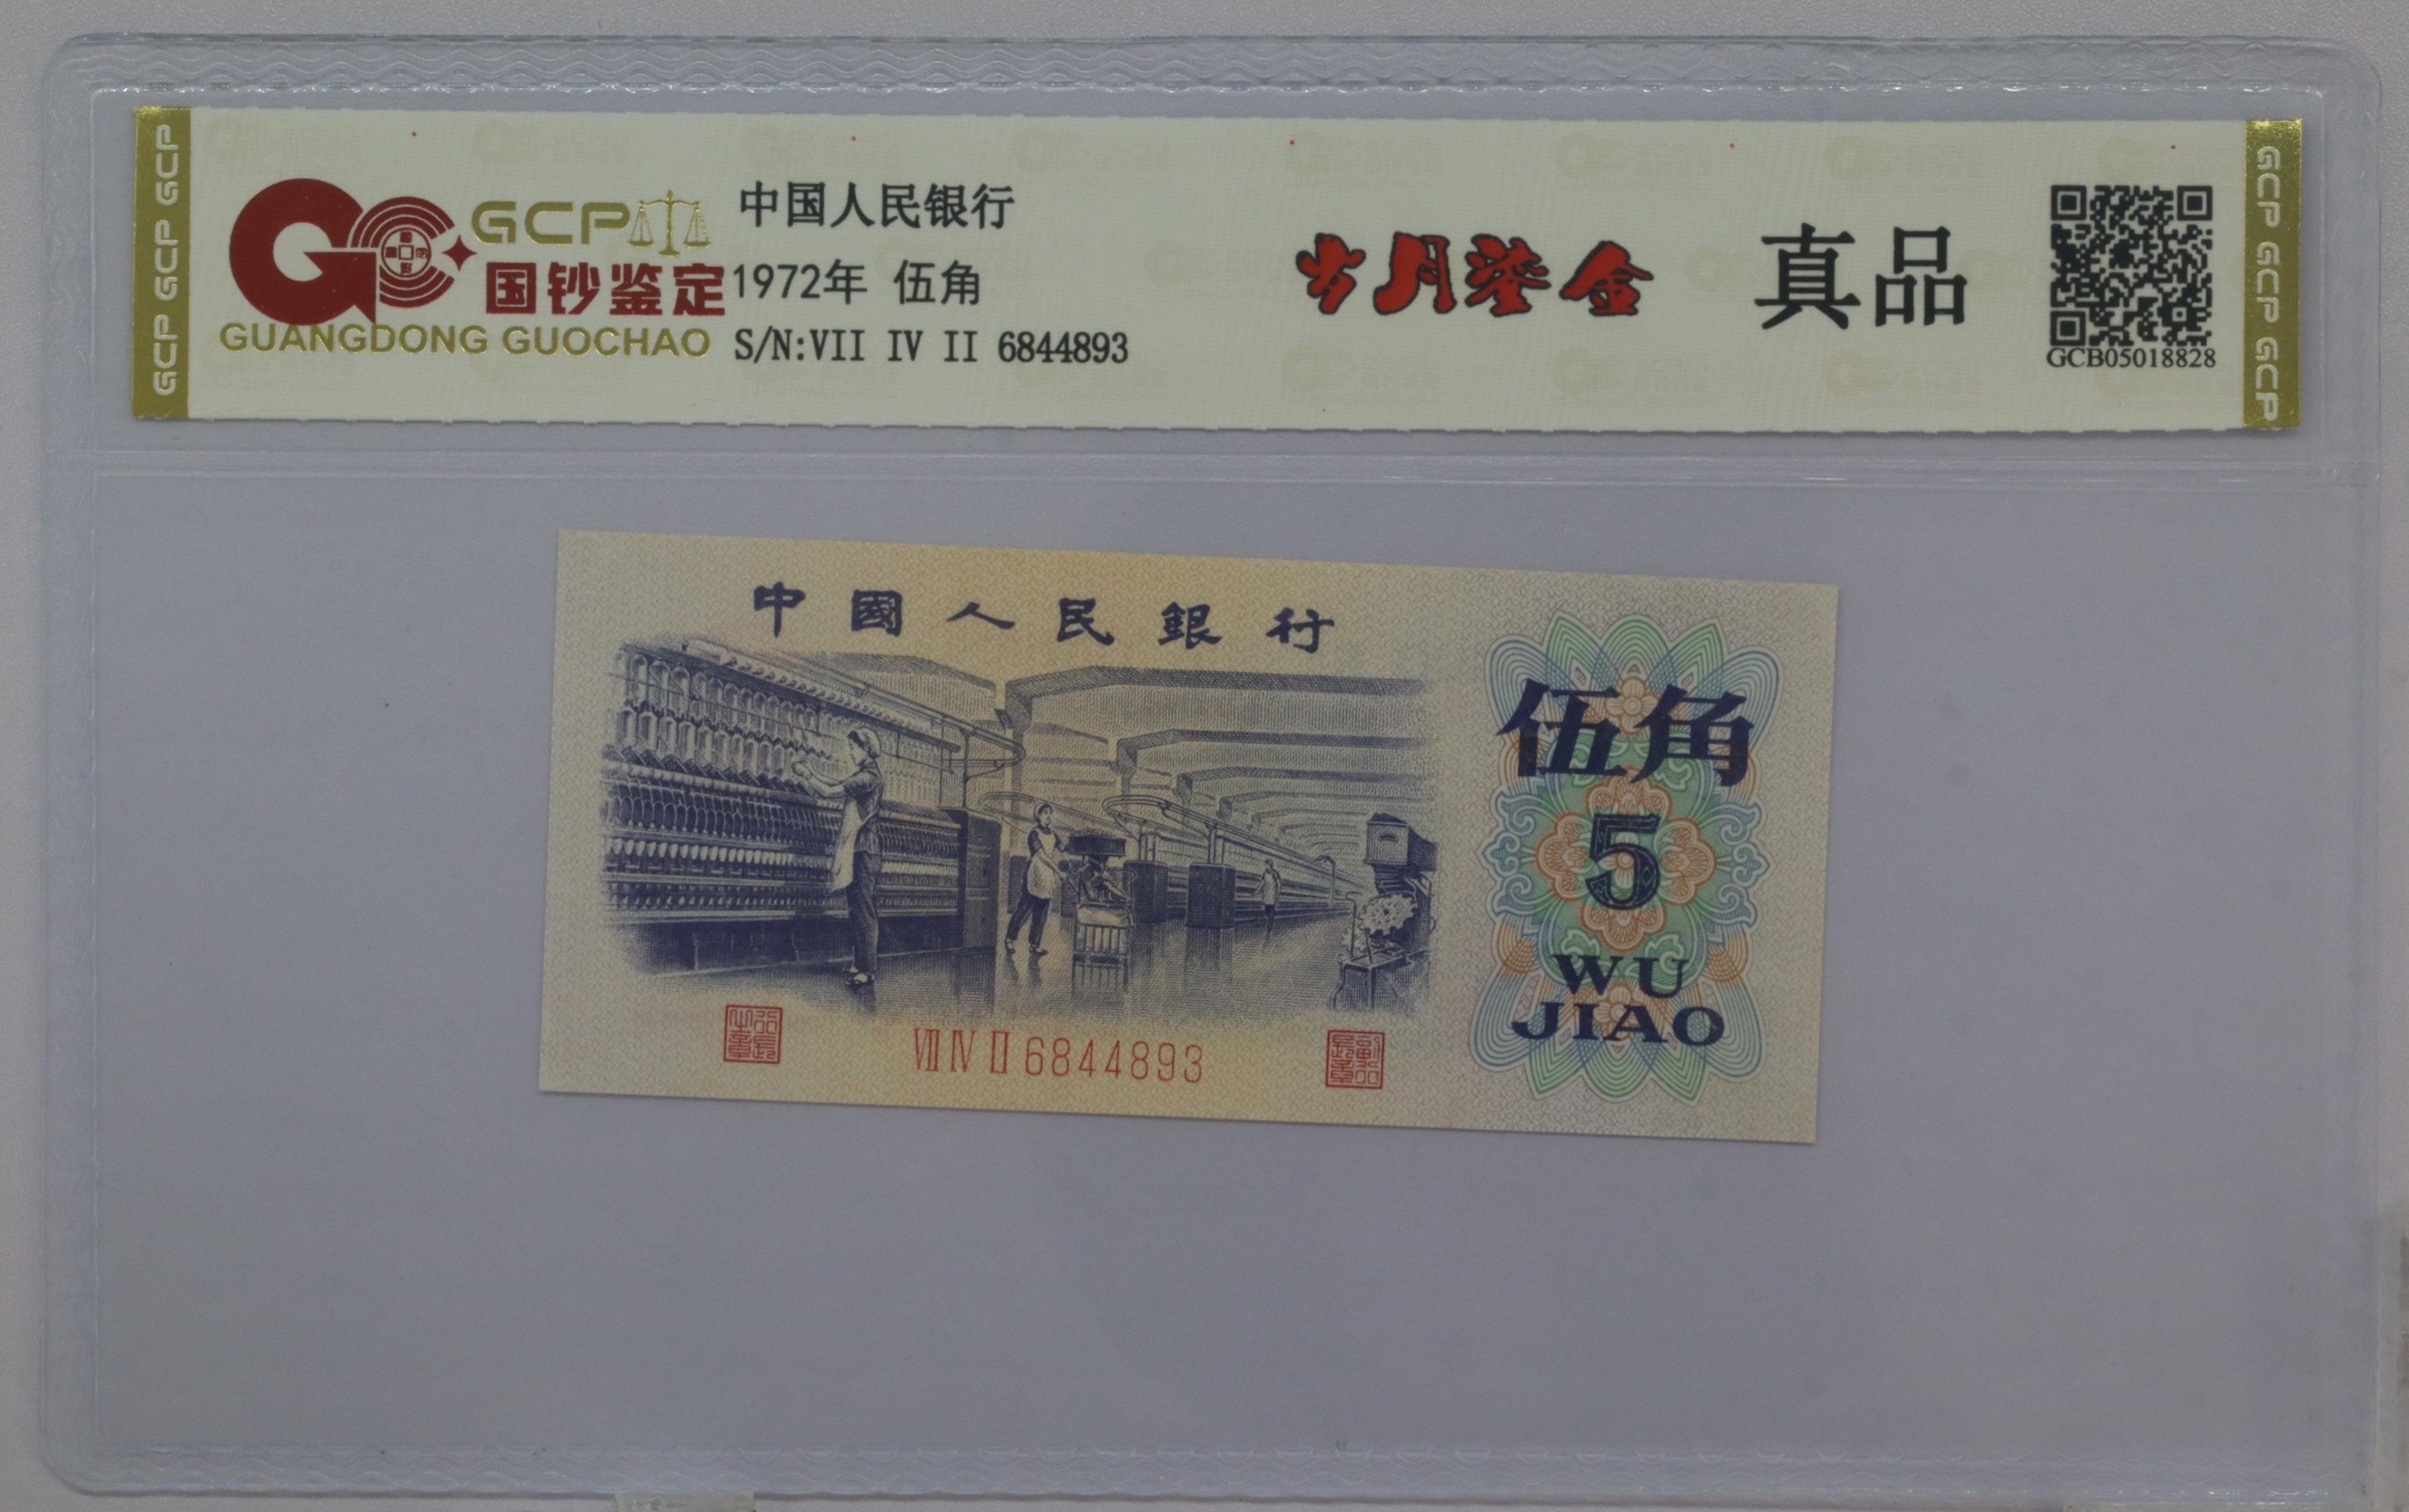 GCP GCP GCP
GCP
国钞鉴定
GUANGDONG GUOCHAO
中国人民银行
1972年 伍角
S/N:VII IV II 6844893
岁月鎏金
真品
GCB05018828
GCP GCP GCP
中國人民銀行
伍角
5
WU
JIAO
VII IV II 6844893